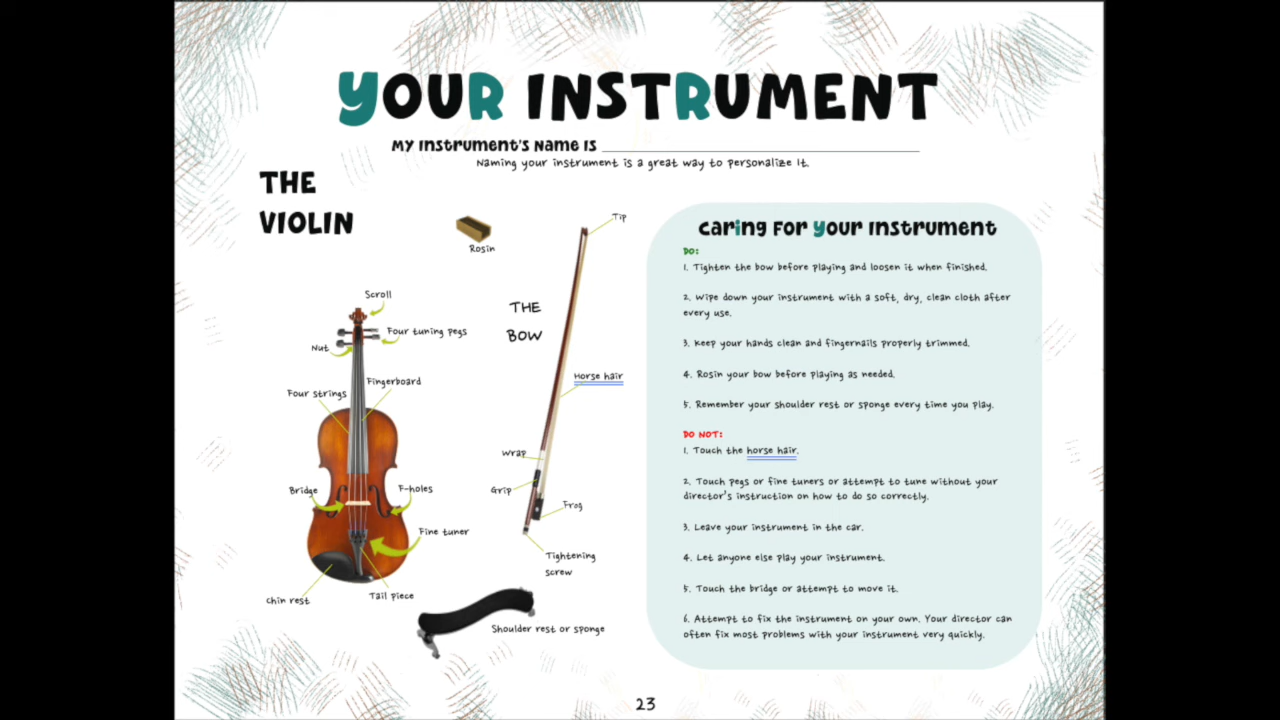 YOUR INSTRUMENT
My Instrument's Name Is
Naming your instrument is a great way to personalize it.
THE
VIOLIN
Rosin
Tip
Scroll
THE
BOW
Four tuning pegs
Nut
Horse hair
Fingerboard
Four strings
Wrap
Bridge
F-holes
Grip
Frog
Fine tuner
Tightening
screw
Chin rest
Tail piece
Shoulder rest or sponge
Caring For Your Instrument
DO:
1. Tighten the bow before playing and loosen it when finished.
2. Wipe down your instrument with a soft, dry, clean cloth after
every use.
3. Keep your hands clean and fingernails properly trimmed.
4. Rosin your bow before playing as needed.
5. Remember your shoulder rest or sponge every time you play.
DO NOT:
1. Touch the horse hair.
2. Touch pegs or fine tuners or attempt to tune without your
director's instruction on how to do so correctly.
3. Leave your instrument in the car.
4. Let anyone else play your instrument.
5. Touch the bridge or attempt to move it.
6. Attempt to fix the instrument on your own. Your director can
often fix most problems with your instrument very quickly.
23